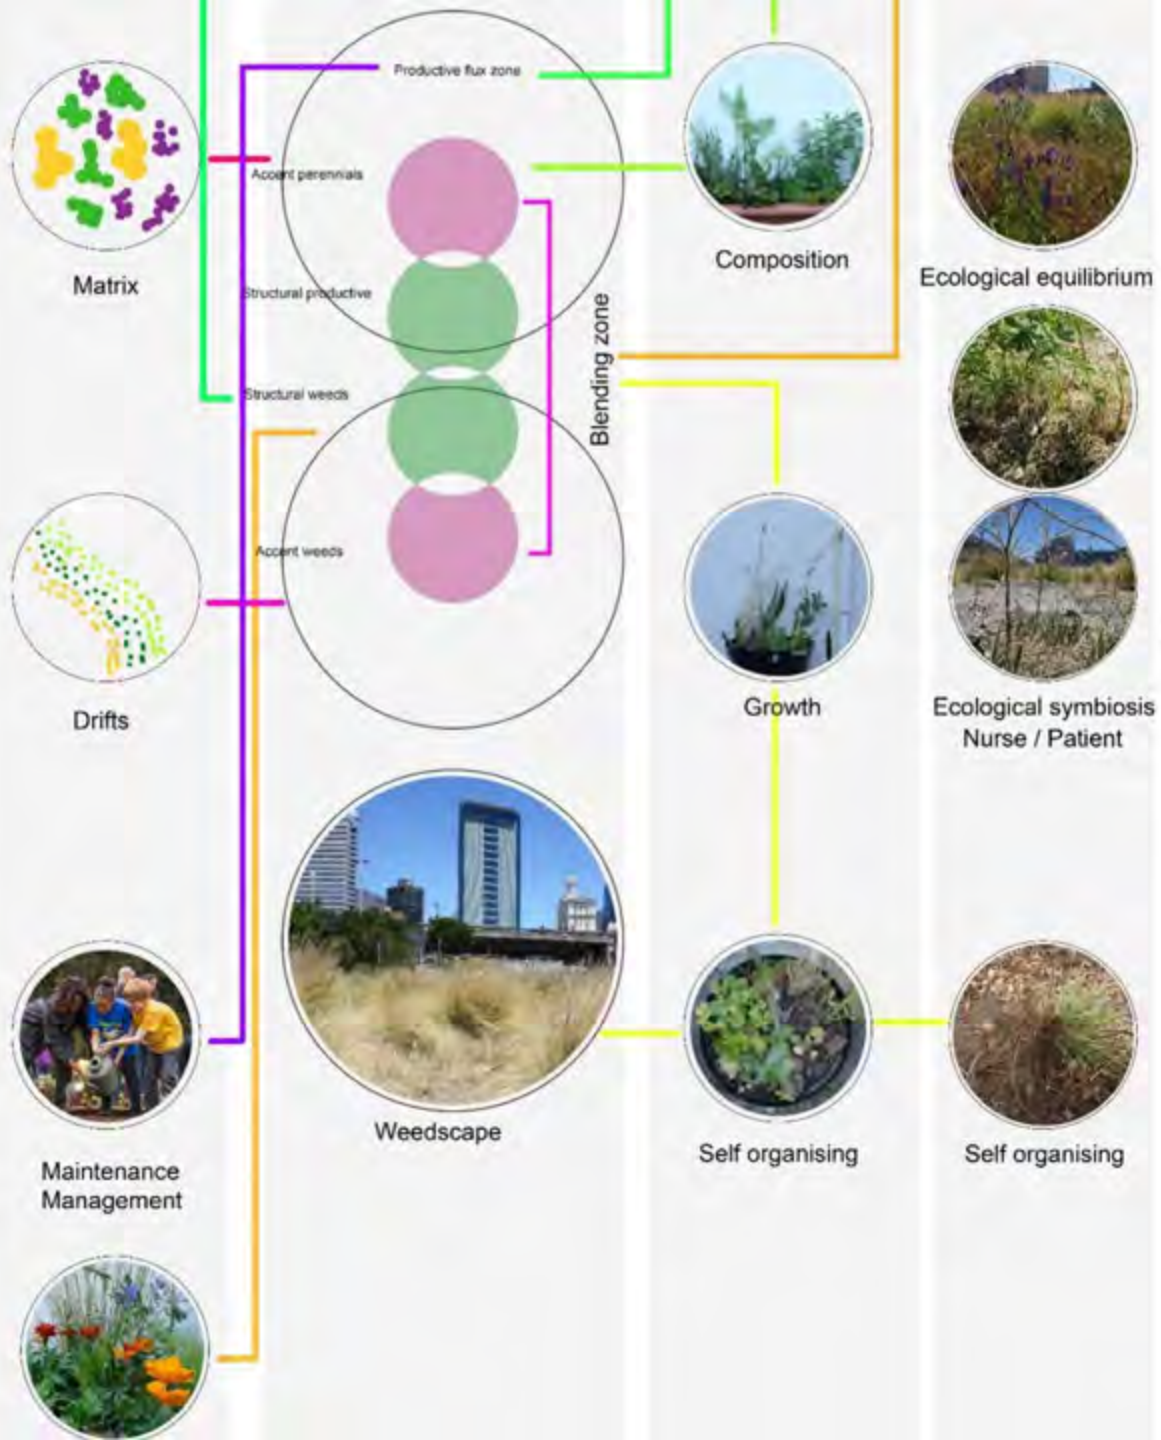 Productive flux zone
Accent perennials
Matrix
Composition
Ecological equilibrium
Structural productive
Blending zone
Structural weeds
Accent weeds
Drifts
Growth
Ecological symbiosis
Nurse / Patient
Weedscape
Self organising
Self organising
Maintenance
Management